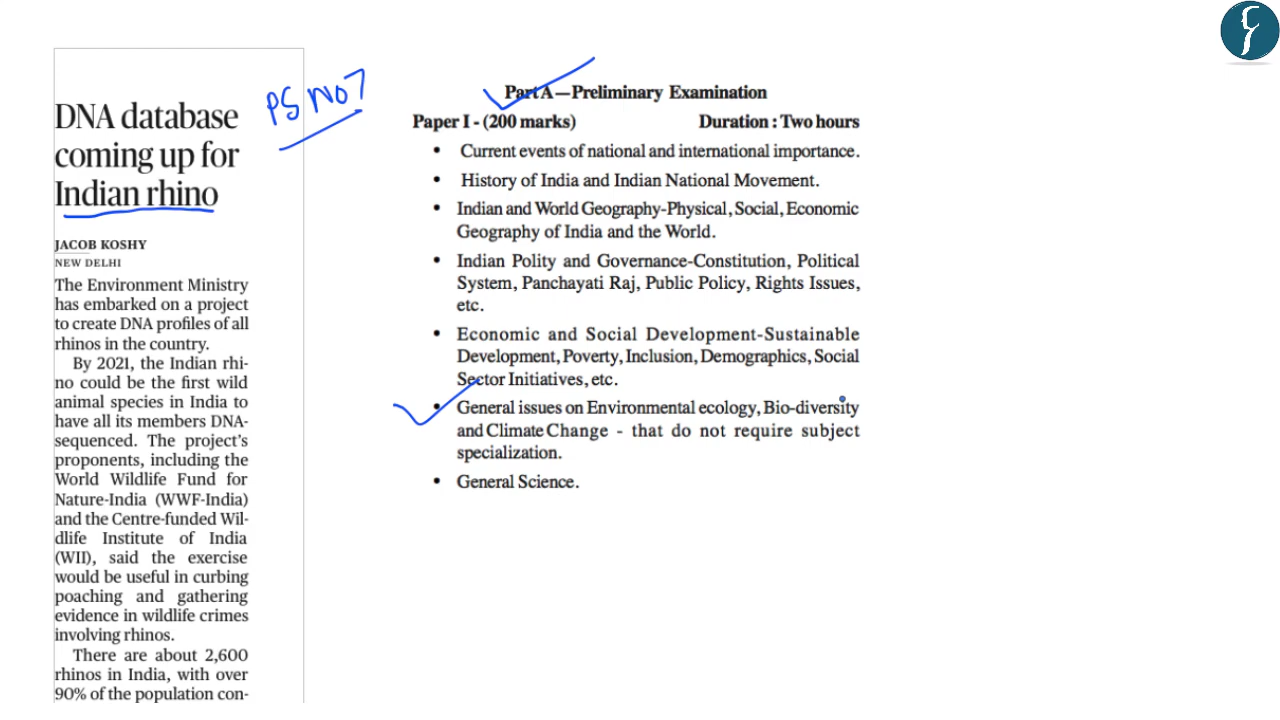 DNA database
coming up for
Indian rhino
JACOB KOSHY
NEW DELHI
The Environment Ministry
has embarked on a project
to create DNA profiles of all
rhinos in the country.
By 2021, the Indian rhi-
no could be the first wild
animal species in India to
have all its members DNA-
sequenced. The project's
proponents, including the
World Wildlife Fund for
Nature-India (WWF-India)
and the Centre-funded Wil-
dlife Institute of India
(WII), said the exercise
would be useful in curbing
poaching and gathering
evidence in wildlife crimes
involving rhinos.
There are about 2,600
rhinos in India, with over
90% of the population con-
PS NO7
Part A—Preliminary Examination
Paper I - (200 marks) Duration : Two hours
• Current events of national and international importance.
• History of India and Indian National Movement.
• Indian and World Geography-Physical, Social, Economic
Geography of India and the World.
• Indian Polity and Governance-Constitution, Political
System, Panchayati Raj, Public Policy, Rights Issues,
etc.
• Economic and Social Development-Sustainable
Development, Poverty, Inclusion, Demographics, Social
Sector Initiatives, etc.
• General issues on Environmental ecology, Bio-diversity
and Climate Change - that do not require subject
specialization.
• General Science.